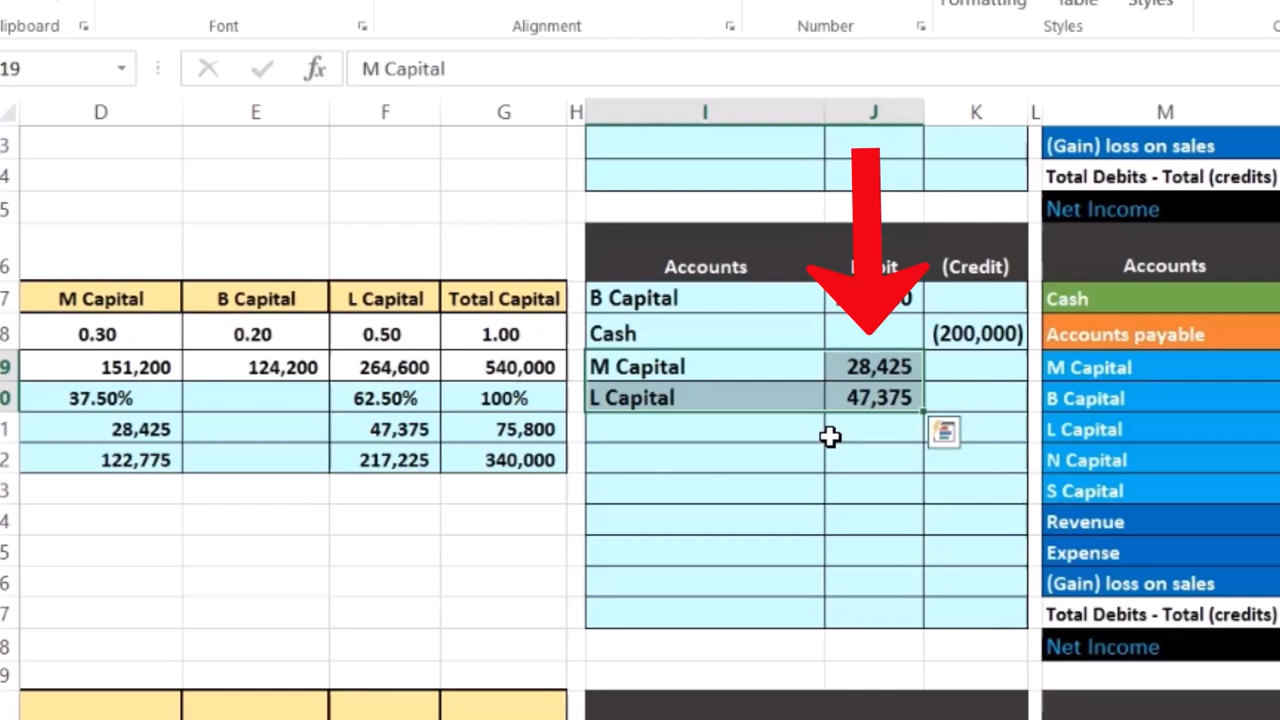 Formatting Table Styles
lipboard Font Alignment Number Styles
19 fx M Capital
D E F G H I J K L M
3 (Gain) loss on sales
4 Total Debits - Total (credits)
5 Net Income
6 Accounts (Credit) Accounts
7 M Capital B Capital L Capital Total Capital B Capital Cash
8 0.30 0.20 0.50 1.00 Cash (200,000) Accounts payable
9 151,200 124,200 264,600 540,000 M Capital 28,425 M Capital
0 37.50% 62.50% 100% L Capital 47,375 B Capital
1 28,425 47,375 75,800 L Capital
2 122,775 217,225 340,000 N Capital
3 S Capital
4 Revenue
5 Expense
6 (Gain) loss on sales
7 Total Debits - Total (credits)
8 Net Income
9